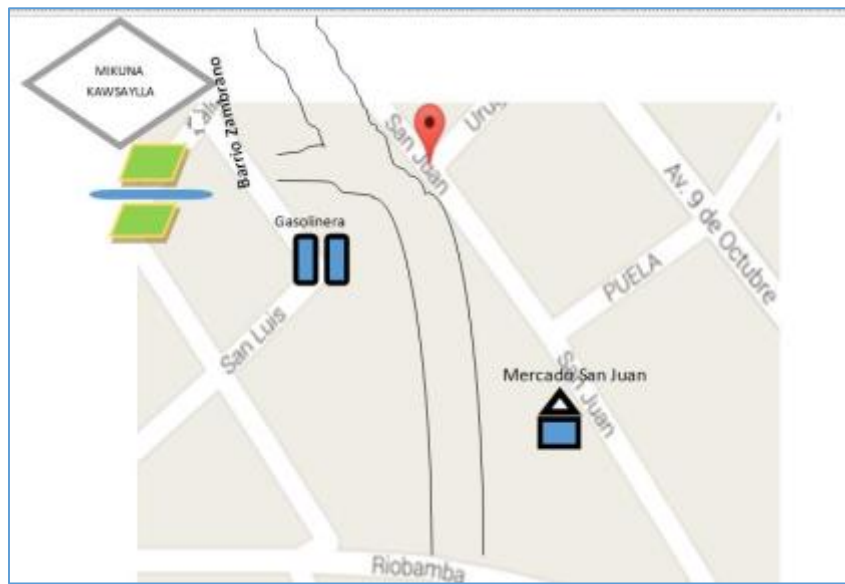 MIKUNA
KAWSAYLLA
Barrio Zambrano
San Juan
Av. 9 de Octubre
Gasolinera
PUELA
San Luis
Mercado San Juan
San Juan
Riobamba